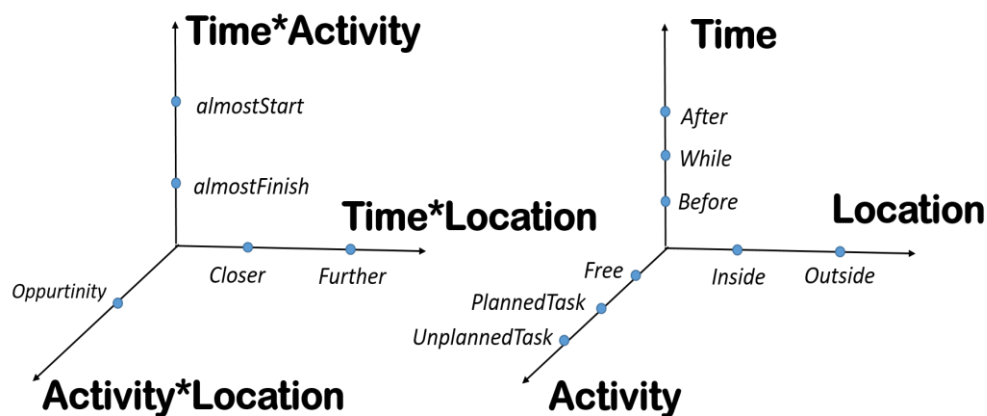 Time*Activity
almostStart
almostFinish
Time*Location
Closer
Further
Oppurtinity
Activity*Location
Time
After
While
Before
Location
Inside
Outside
Free
PlannedTask
UnplannedTask
Activity